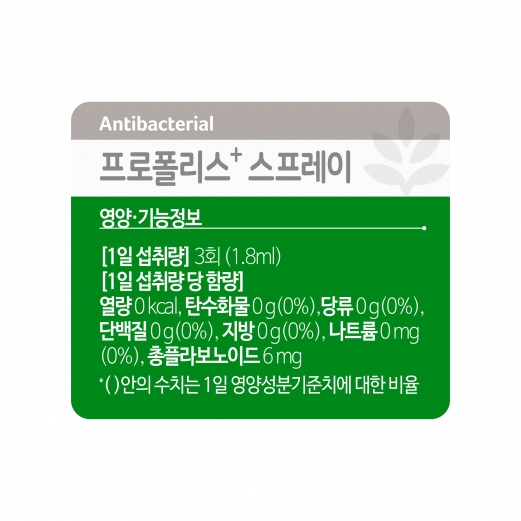 Antibacterial
프로폴리스+ 스프레이
영양·기능정보
[1일 섭취량] 3회 (1.8ml)
[1일 섭취량 당 함량]
열량 0 kcal, 탄수화물 0 g(0%), 당류 0 g(0%),
단백질 0 g(0%), 지방 0 g(0%), 나트륨 0 mg
(0%), 총플라보노이드 6 mg
*( )안의 수치는 1일 영양성분기준치에 대한 비율